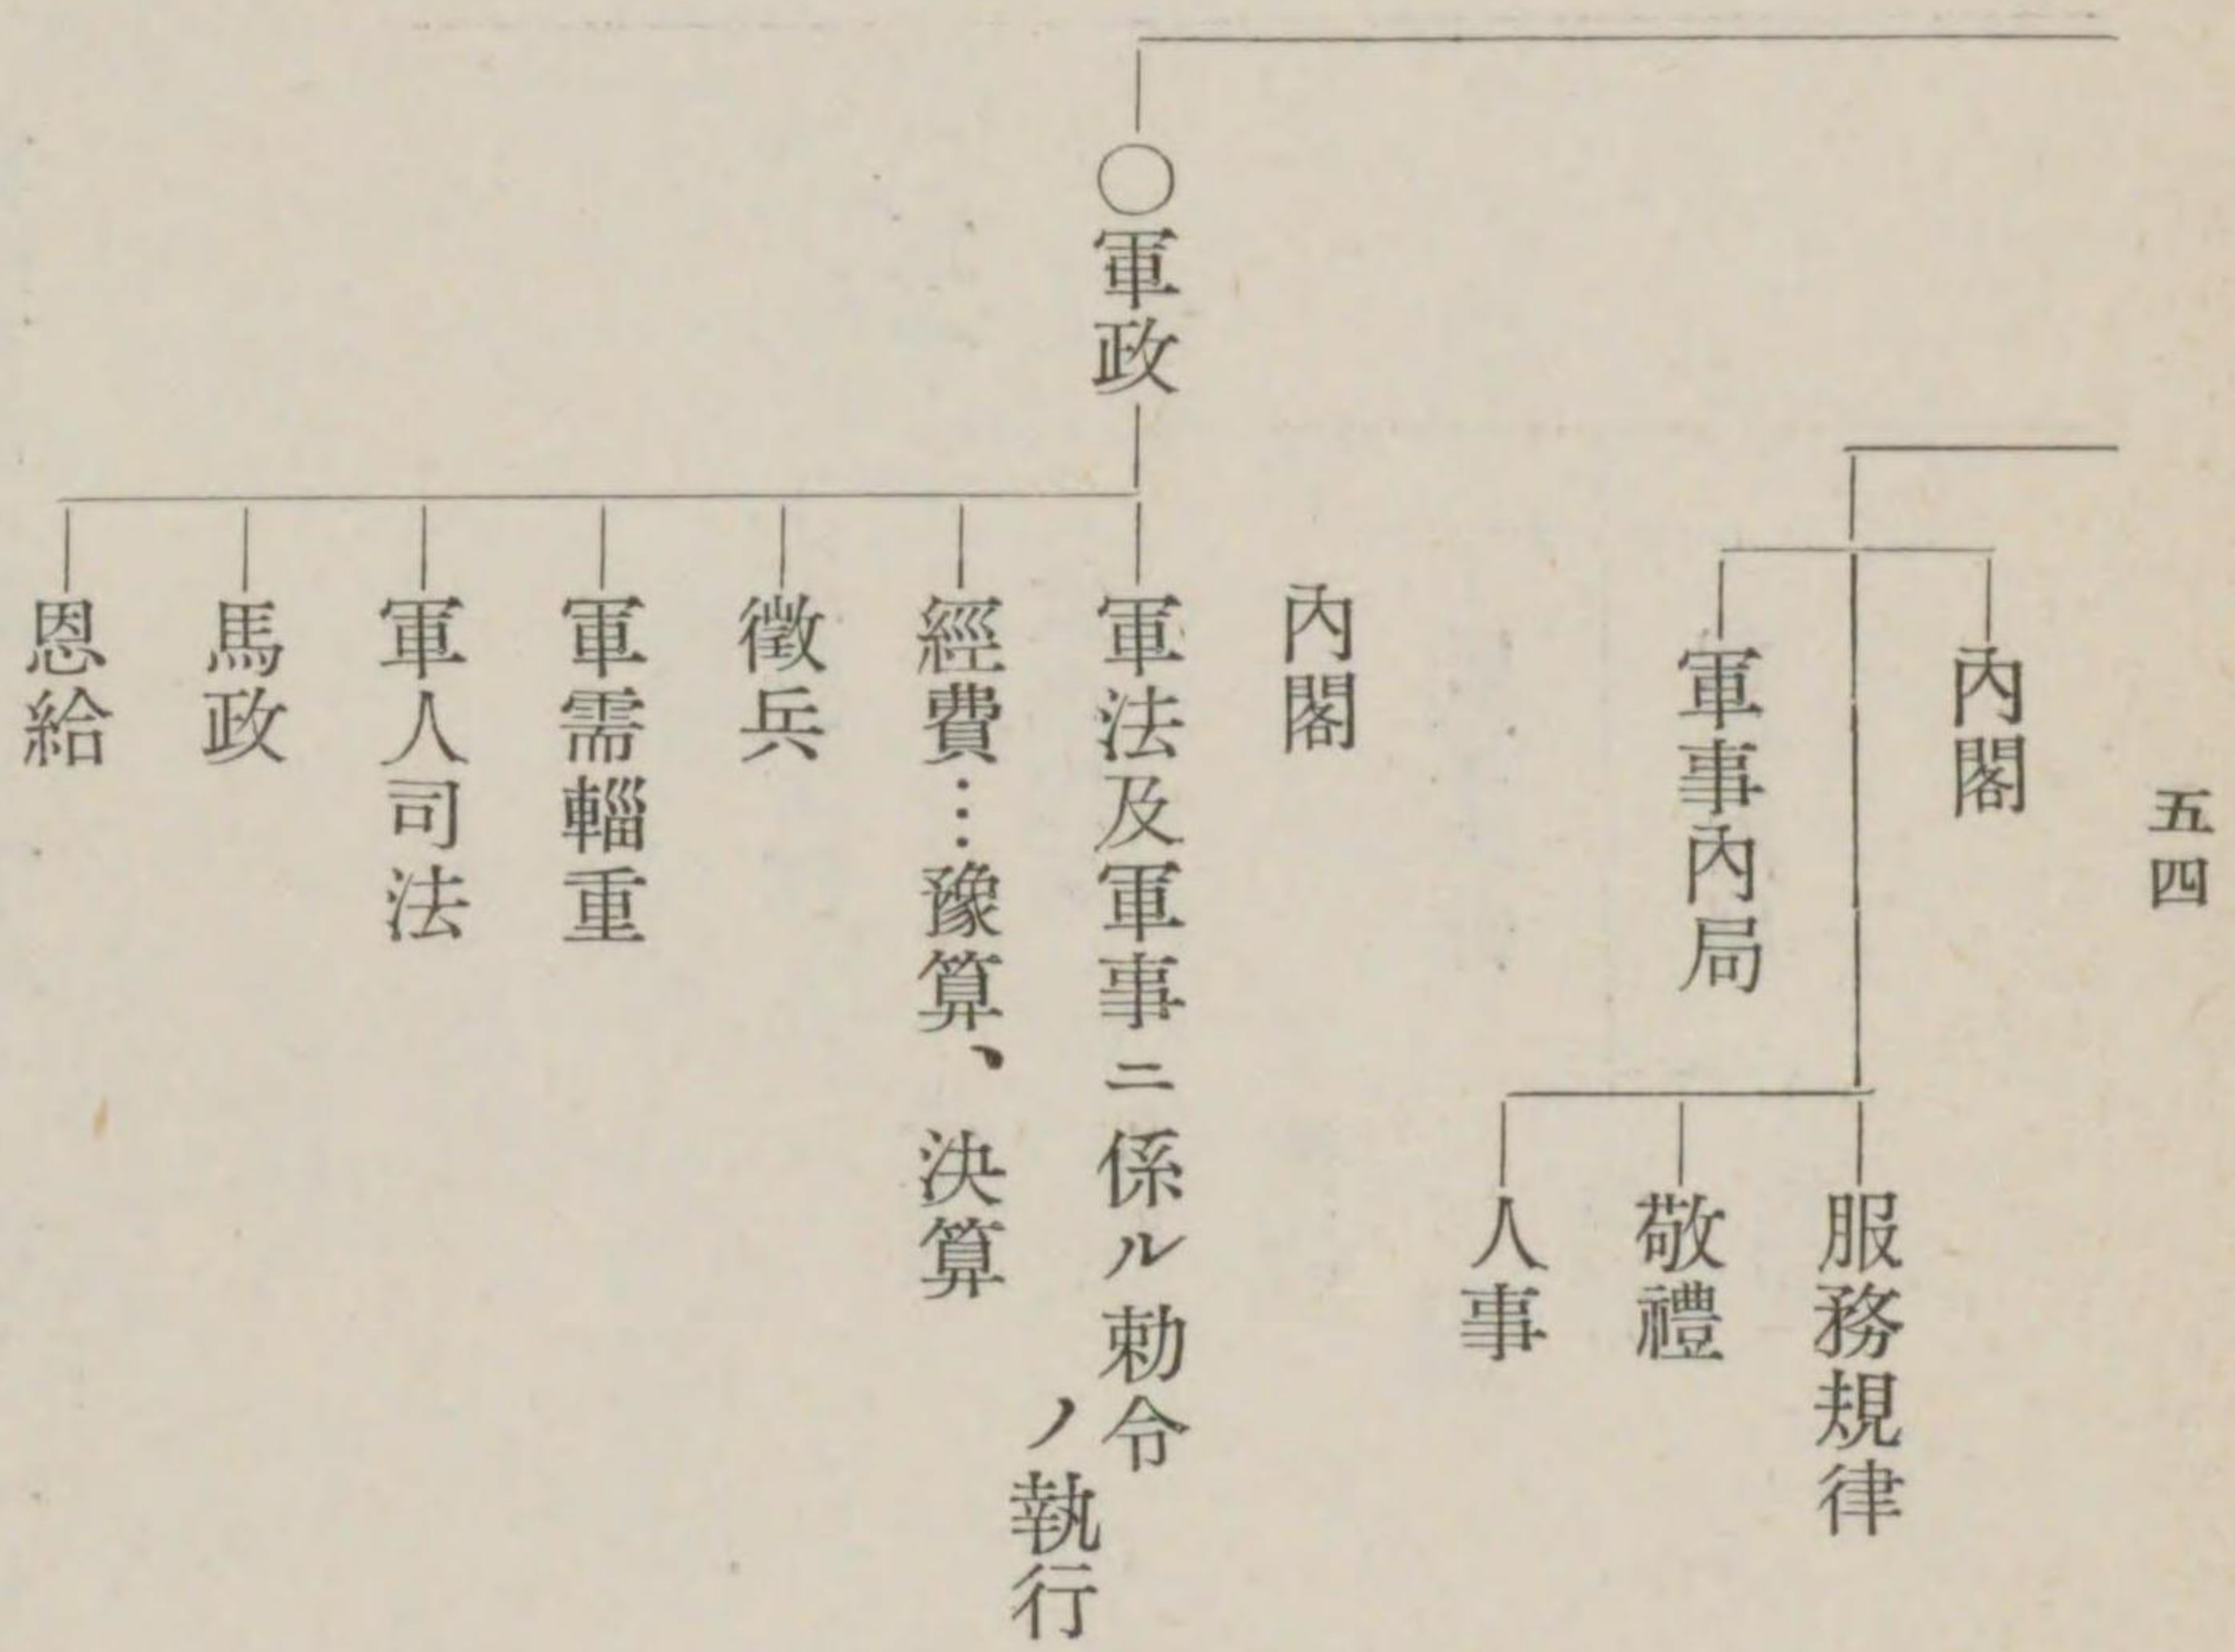 五四
內閣
軍事內局
服務規律
敬禮
人事
內閣
〇軍政
軍法及軍事ニ係ル勅令
ノ執行
經費…豫算、決算
徵兵
軍需輜重
軍人司法
馬政
恩給